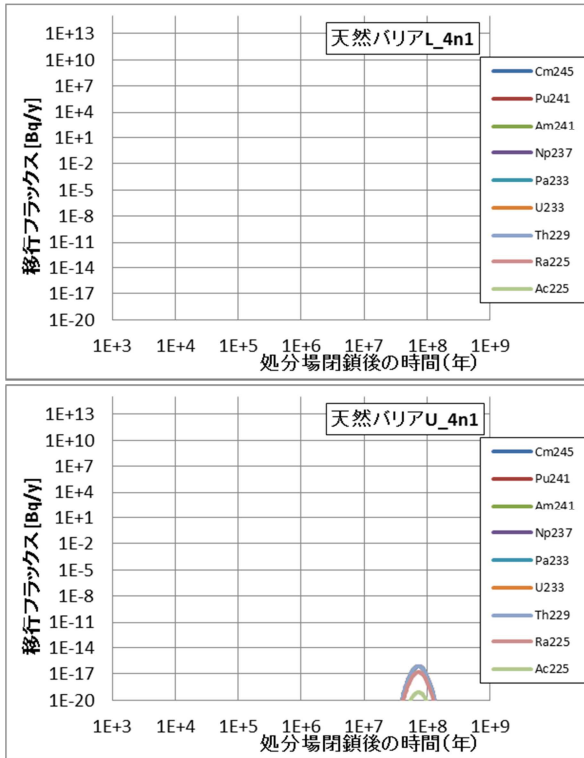 天然バリアL_4n1
移行フラックス [Bq/y]
1E+13
1E+10
1E+7
1E+4
1E+1
1E-2
1E-5
1E-8
1E-11
1E-14
1E-17
1E-20
1E+3 1E+4 1E+5 1E+6 1E+7 1E+8 1E+9
処分場閉鎖後の時間(年)
Cm245
Pu241
Am241
Np237
Pa233
U233
Th229
Ra225
Ac225
天然バリアU_4n1
移行フラックス [Bq/y]
1E+13
1E+10
1E+7
1E+4
1E+1
1E-2
1E-5
1E-8
1E-11
1E-14
1E-17
1E-20
1E+3 1E+4 1E+5 1E+6 1E+7 1E+8 1E+9
処分場閉鎖後の時間(年)
Cm245
Pu241
Am241
Np237
Pa233
U233
Th229
Ra225
Ac225